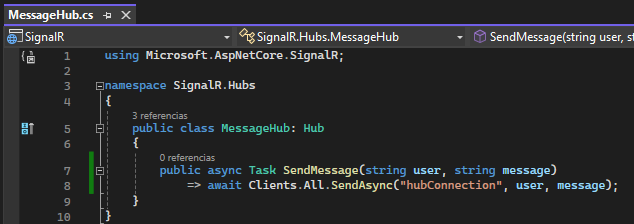 MessageHub.cs
SignalR
SignalR.Hubs.MessageHub
SendMessage(string user, st
1 using Microsoft.AspNetCore.SignalR;
2
3 namespace SignalR.Hubs
4 {
3 referencias
5 public class MessageHub: Hub
6 {
0 referencias
7 public async Task SendMessage(string user, string message)
8 => await Clients.All.SendAsync("hubConnection", user, message);
9 }
10 }